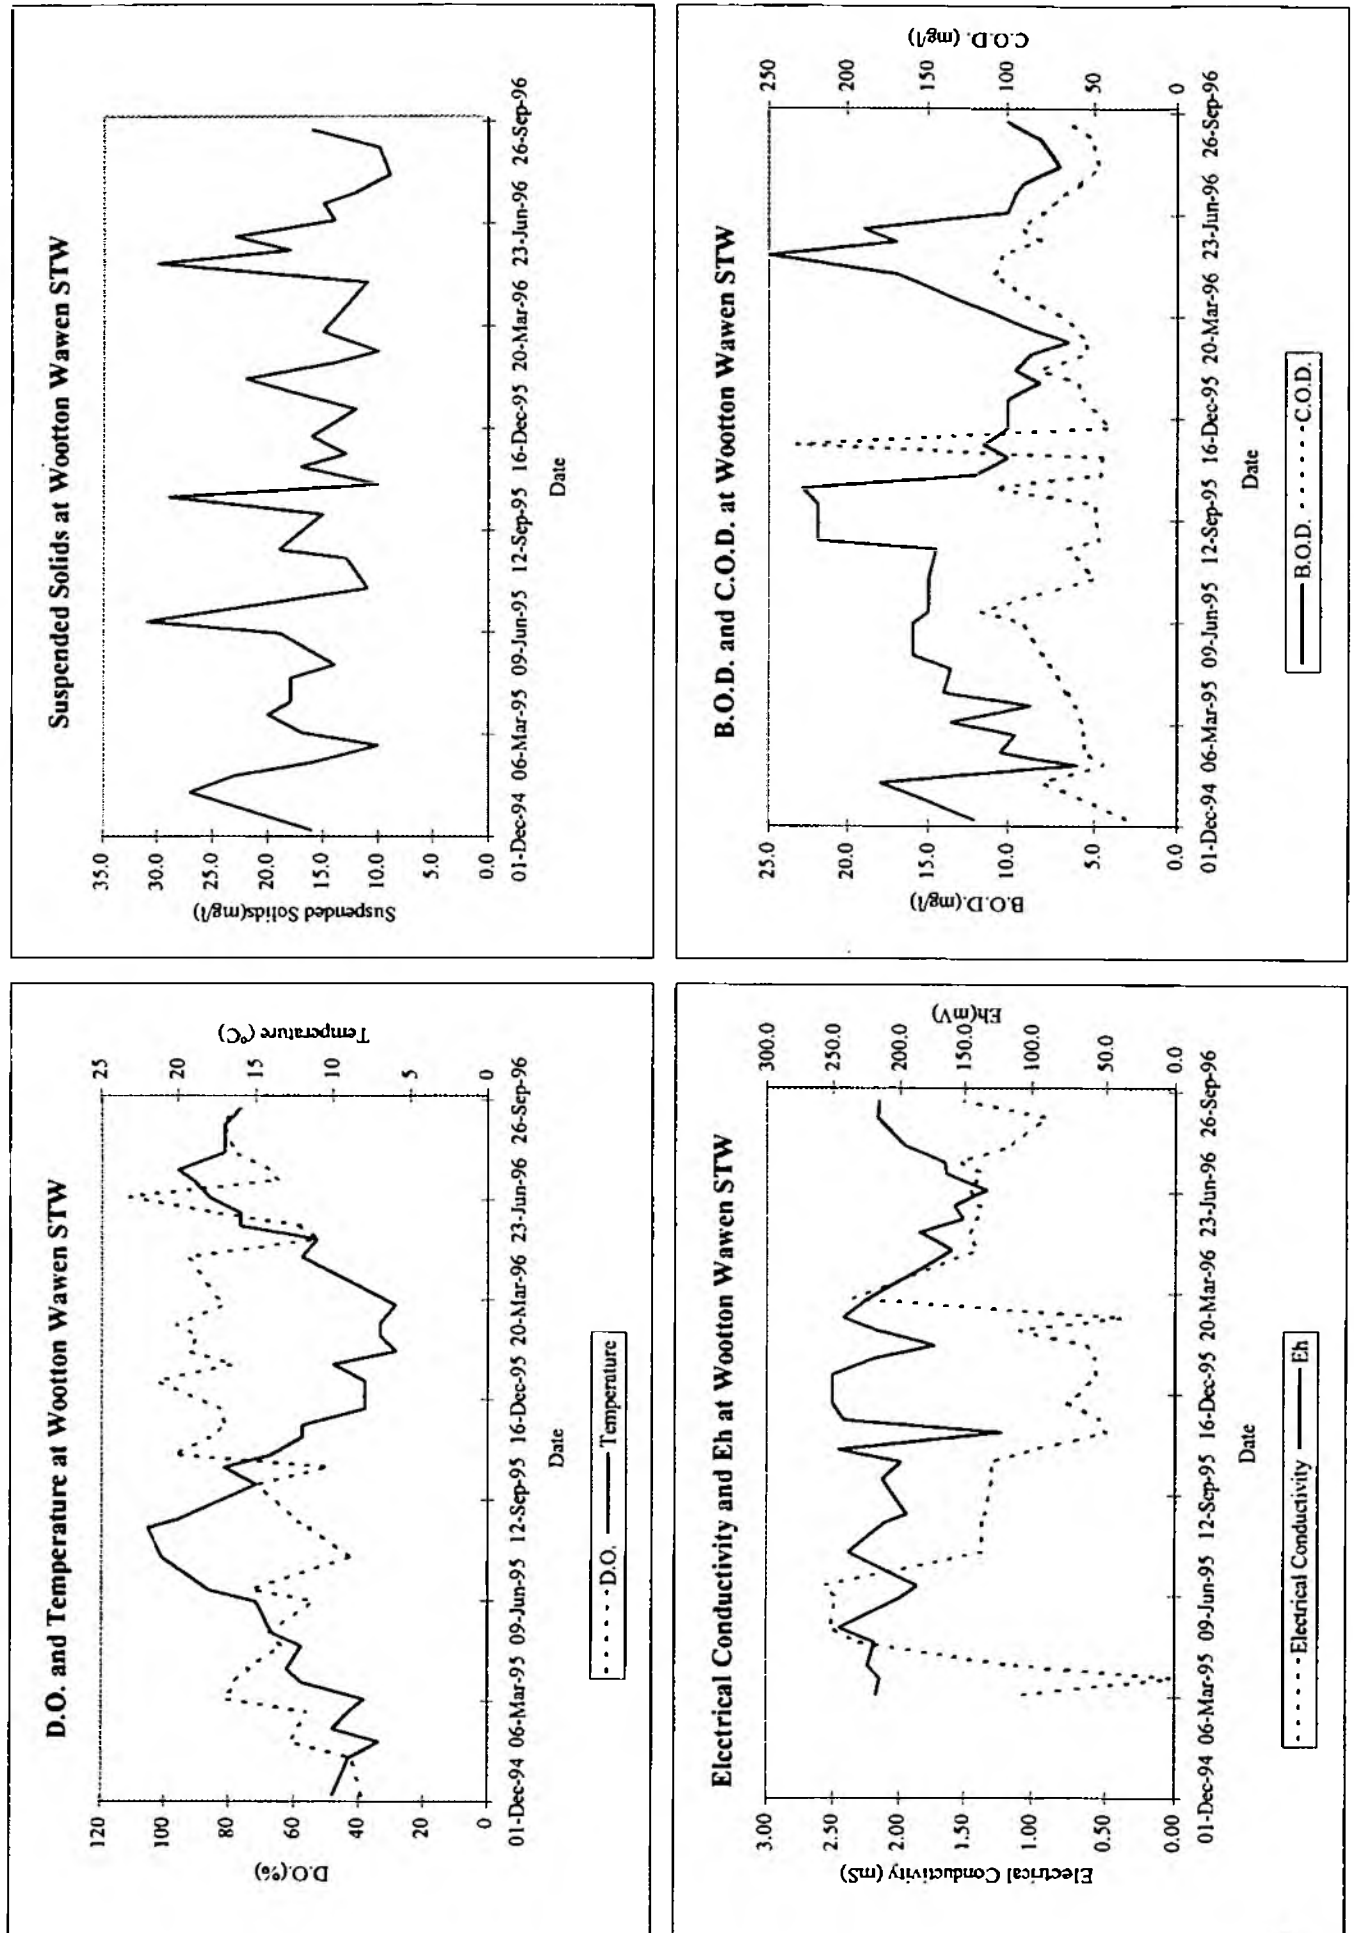 D.O. and Temperature at Wootton Wawen STW
D.O.(%)
120
100
80
60
40
20
0
Temperature (°C)
25
20
15
10
5
0
01-Dec-94 06-Mar-95 09-Jun-95 12-Sep-95 16-Dec-95 20-Mar-96 23-Jun-96 26-Sep-96
Date
D.O. Temperature
Suspended Solids at Wootton Wawen STW
Suspended Solids(mg/l)
35.0
30.0
25.0
20.0
15.0
10.0
5.0
0.0
01-Dec-94 06-Mar-95 09-Jun-95 12-Sep-95 16-Dec-95 20-Mar-96 23-Jun-96 26-Sep-96
Date
Electrical Conductivity and Eh at Wootton Wawen STW
Electrical Conductivity (mS)
3.00
2.50
2.00
1.50
1.00
0.50
0.00
Eh(mV)
300.0
250.0
200.0
150.0
100.0
50.0
0.0
01-Dec-94 06-Mar-95 09-Jun-95 12-Sep-95 16-Dec-95 20-Mar-96 23-Jun-96 26-Sep-96
Date
Electrical Conductivity Eh
B.O.D. and C.O.D. at Wootton Wawen STW
B.O.D.(mg/l)
25.0
20.0
15.0
10.0
5.0
0.0
C.O.D. (mg/l)
250
200
150
100
50
0
01-Dec-94 06-Mar-95 09-Jun-95 12-Sep-95 16-Dec-95 20-Mar-96 23-Jun-96 26-Sep-96
Date
B.O.D. C.O.D.